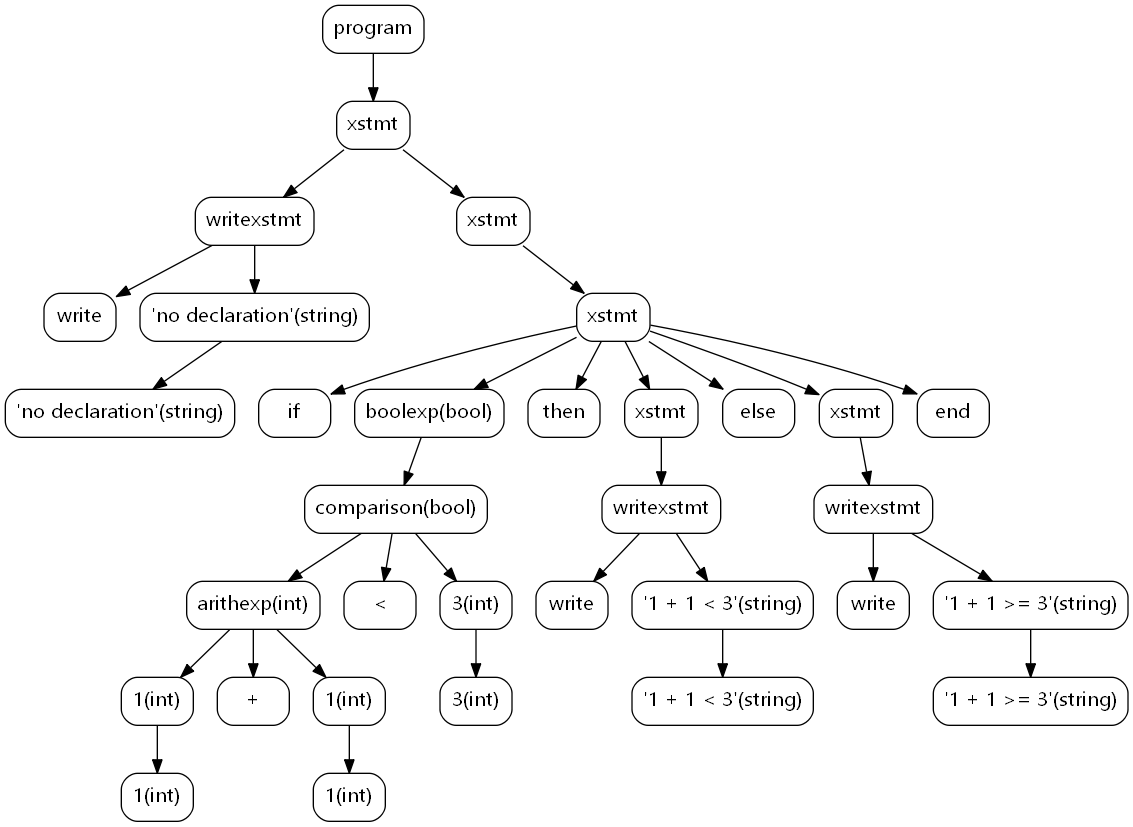 program
xstmt
writexstmt
xstmt
write
'no declaration'(string)
xstmt
'no declaration'(string)
if
boolexp(bool)
then
xstmt
else
xstmt
end
comparison(bool)
writexstmt
writexstmt
arithexp(int)
<
3(int)
write
'1 + 1 < 3'(string)
write
'1 + 1 >= 3'(string)
1(int)
+
1(int)
3(int)
'1 + 1 < 3'(string)
'1 + 1 >= 3'(string)
1(int)
1(int)